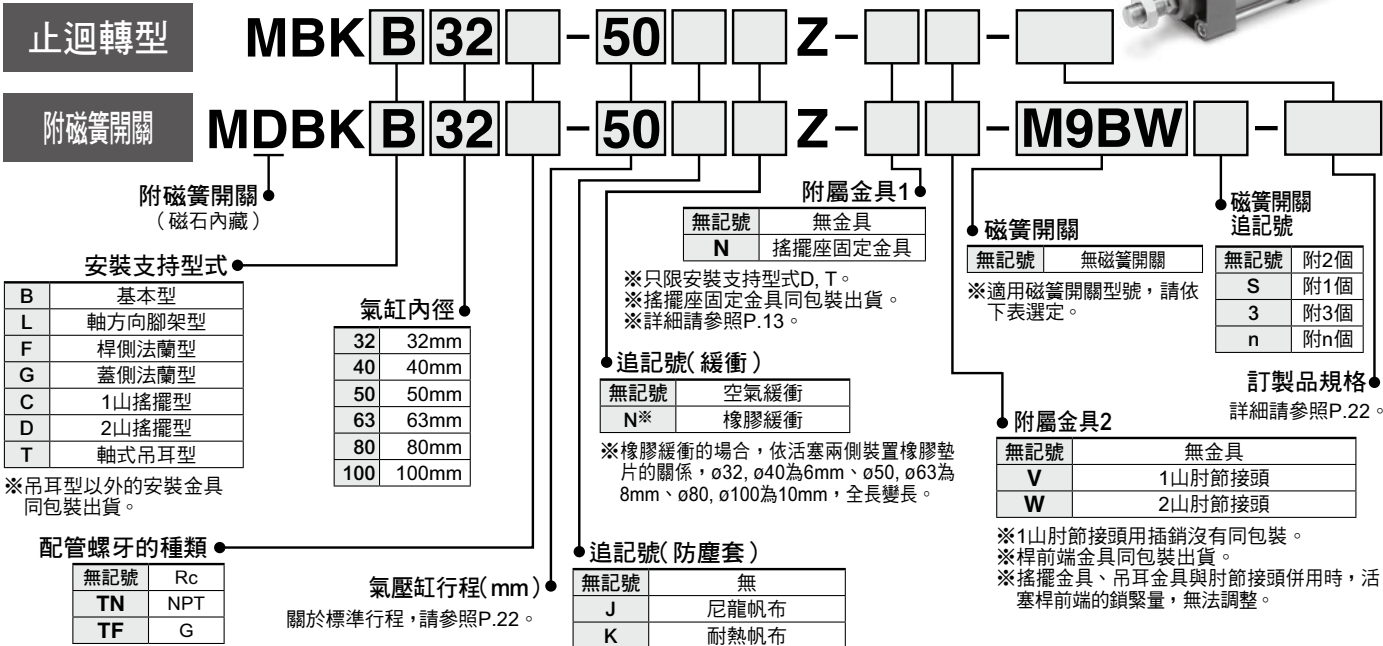 止迴轉型 MBK B 32 -50 Z- -
附磁簧開關 MDBK B 32 -50 Z- -M9BW -
附磁簧開關
（磁石內藏）
安裝支持型式
B 基本型
L 軸方向腳架型
F 桿側法蘭型
G 蓋側法蘭型
C 1山搖擺型
D 2山搖擺型
T 軸式吊耳型
※吊耳型以外的安裝金具
同包裝出貨。
配管螺牙的種類
無記號 Rc
TN NPT
TF G
氣缸內徑
32 32mm
40 40mm
50 50mm
63 63mm
80 80mm
100 100mm
氣壓缸行程(mm)
關於標準行程，請參照P.22。
附屬金具1
無記號 無金具
N 搖擺座固定金具
※只限安裝支持型式D, T。
※搖擺座固定金具同包裝出貨。
※詳細請參照P.13。
追記號(緩衝)
無記號 空氣緩衝
N※ 橡膠緩衝
※橡膠緩衝的場合，依活塞兩側裝置橡膠墊
片的關係，ø32, ø40為6mm、ø50, ø63為
8mm、ø80, ø100為10mm，全長變長。
追記號(防塵套)
無記號 無
J 尼龍帆布
K 耐熱帆布
磁簧開關
無記號 無磁簧開關
※適用磁簧開關型號，請依
下表選定。
磁簧開關
追記號
無記號 附2個
S 附1個
3 附3個
n 附n個
訂製品規格
詳細請參照P.22。
附屬金具2
無記號 無金具
V 1山肘節接頭
W 2山肘節接頭
※1山肘節接頭用插銷沒有同包裝。
※桿前端金具同包裝出貨。
※搖擺金具、吊耳金具與肘節接頭併用時，活
塞桿前端的鎖緊量，無法調整。